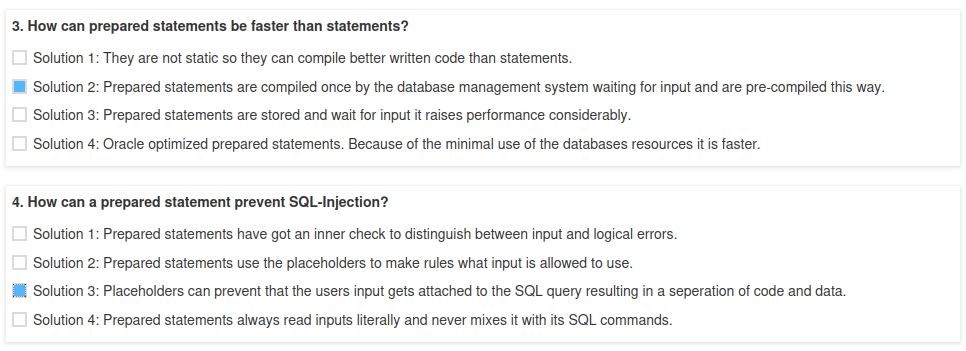 3. How can prepared statements be faster than statements?
Solution 1: They are not static so they can compile better written code than statements.
Solution 2: Prepared statements are compiled once by the database management system waiting for input and are pre-compiled this way.
Solution 3: Prepared statements are stored and wait for input it raises performance considerably.
Solution 4: Oracle optimized prepared statements. Because of the minimal use of the databases resources it is faster.
4. How can a prepared statement prevent SQL-Injection?
Solution 1: Prepared statements have got an inner check to distinguish between input and logical errors.
Solution 2: Prepared statements use the placeholders to make rules what input is allowed to use.
Solution 3: Placeholders can prevent that the users input gets attached to the SQL query resulting in a seperation of code and data.
Solution 4: Prepared statements always read inputs literally and never mixes it with its SQL commands.